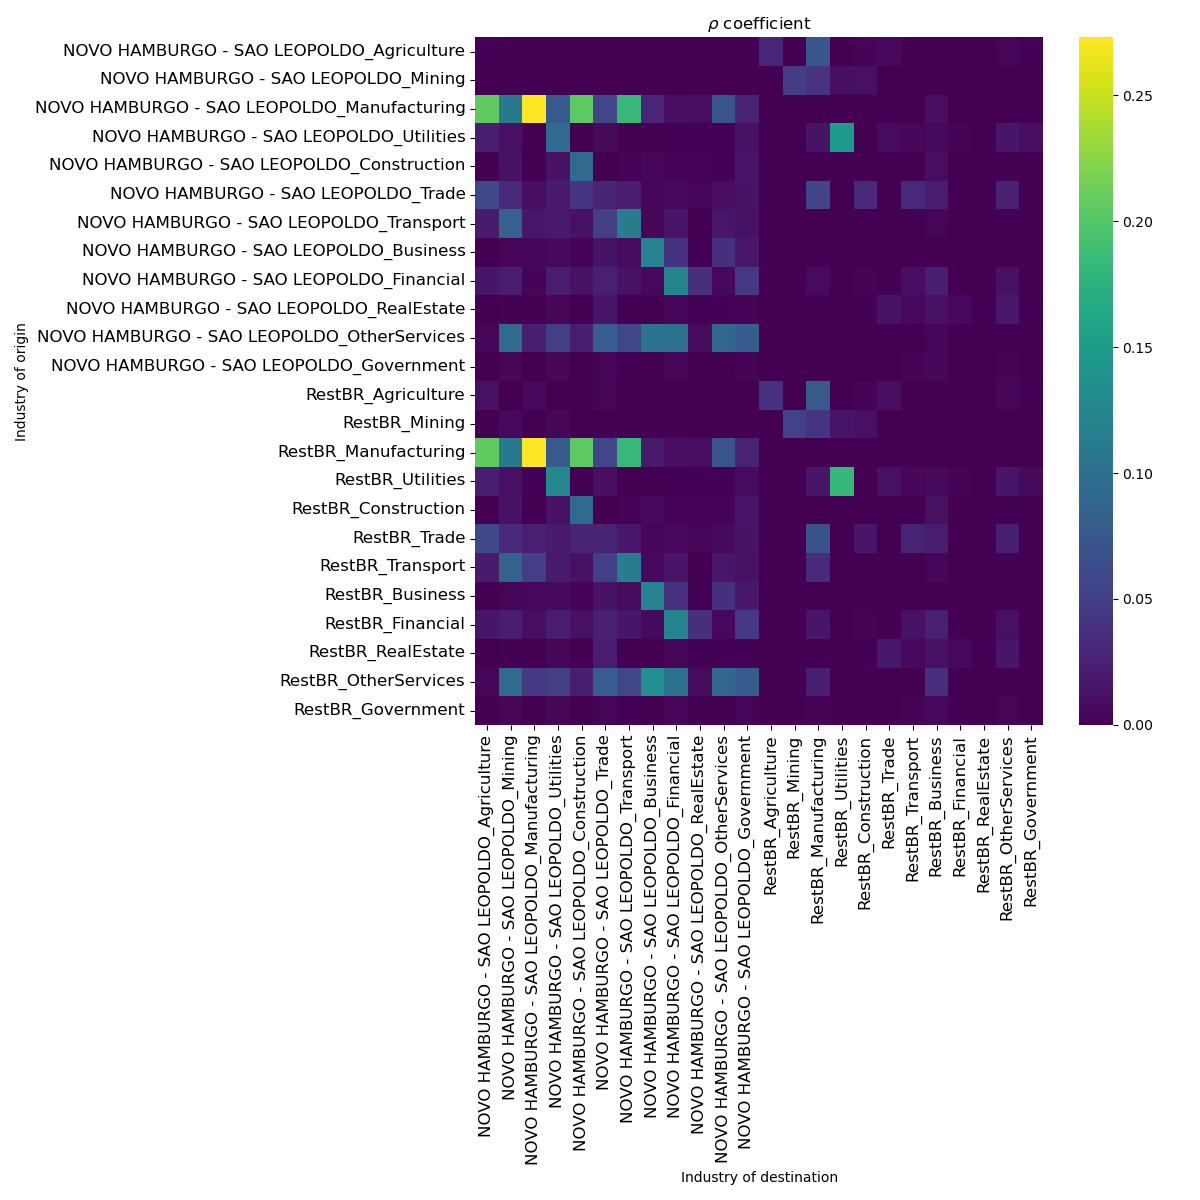 ρ coefficient
NOVO HAMBURGO - SAO LEOPOLDO_Agriculture
NOVO HAMBURGO - SAO LEOPOLDO_Mining
NOVO HAMBURGO - SAO LEOPOLDO_Manufacturing
NOVO HAMBURGO - SAO LEOPOLDO_Utilities
NOVO HAMBURGO - SAO LEOPOLDO_Construction
NOVO HAMBURGO - SAO LEOPOLDO_Trade
NOVO HAMBURGO - SAO LEOPOLDO_Transport
NOVO HAMBURGO - SAO LEOPOLDO_Business
NOVO HAMBURGO - SAO LEOPOLDO_Financial
NOVO HAMBURGO - SAO LEOPOLDO_RealEstate
NOVO HAMBURGO - SAO LEOPOLDO_OtherServices
NOVO HAMBURGO - SAO LEOPOLDO_Government
RestBR_Agriculture
RestBR_Mining
RestBR_Manufacturing
RestBR_Utilities
RestBR_Construction
RestBR_Trade
RestBR_Transport
RestBR_Business
RestBR_Financial
RestBR_RealEstate
RestBR_OtherServices
RestBR_Government
Industry of origin
0.25
0.20
0.15
0.10
0.05
0.00
NOVO HAMBURGO - SAO LEOPOLDO_Agriculture
NOVO HAMBURGO - SAO LEOPOLDO_Mining
NOVO HAMBURGO - SAO LEOPOLDO_Manufacturing
NOVO HAMBURGO - SAO LEOPOLDO_Utilities
NOVO HAMBURGO - SAO LEOPOLDO_Construction
NOVO HAMBURGO - SAO LEOPOLDO_Trade
NOVO HAMBURGO - SAO LEOPOLDO_Transport
NOVO HAMBURGO - SAO LEOPOLDO_Business
NOVO HAMBURGO - SAO LEOPOLDO_Financial
NOVO HAMBURGO - SAO LEOPOLDO_RealEstate
NOVO HAMBURGO - SAO LEOPOLDO_OtherServices
NOVO HAMBURGO - SAO LEOPOLDO_Government
RestBR_Agriculture
RestBR_Mining
RestBR_Manufacturing
RestBR_Utilities
RestBR_Construction
RestBR_Trade
RestBR_Transport
RestBR_Business
RestBR_Financial
RestBR_RealEstate
RestBR_OtherServices
RestBR_Government
Industry of destination